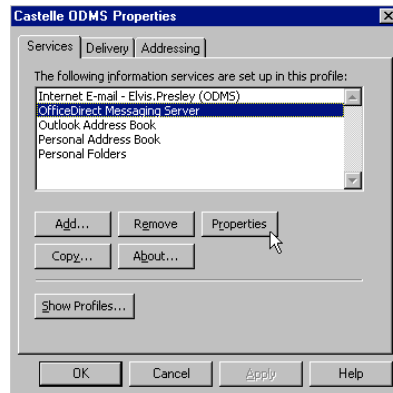 Castelle ODMS Properties
Services Delivery Addressing
The following information services are set up in this profile:
Internet E-mail - Elvis.Presley (ODMS)
OfficeDirect Messaging Server
Outlook Address Book
Personal Address Book
Personal Folders
Add... Remove Properties
Copy... About...
Show Profiles...
OK Cancel Apply Help